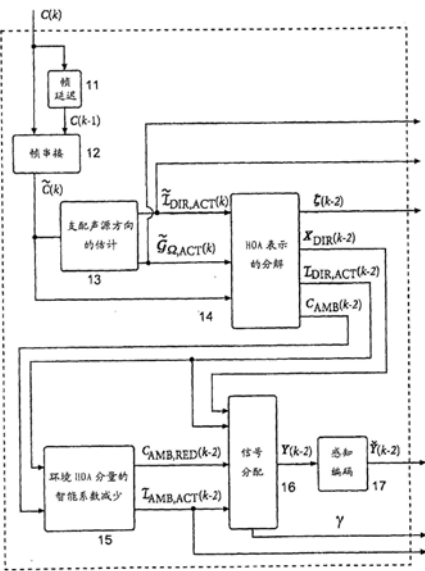 C(k)
帧
延迟
11
C(k-1)
帧串接
12
C̃(k)
支配声源方向
的估计
13
Ĩ_DIR,ACT(k)
G̃_Ω,ACT(k)
HOA 表示
的分解
14
ζ(k-2)
X_DIR(k-2)
I_DIR,ACT(k-2)
C_AMB(k-2)
环境 HOA 分量的
智能系数减少
15
C_AMB,RED(k-2)
Ĩ_AMB,ACT(k-2)
信号
分配
16
Y(k-2)
感知
编码
17
Y̌(k-2)
γ